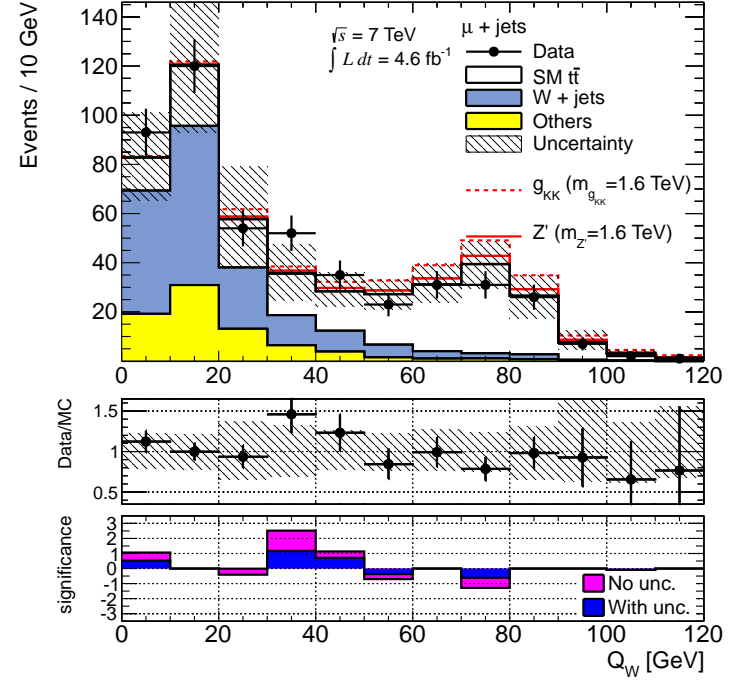 μ + jets
√s = 7 TeV
∫ L dt = 4.6 fb⁻¹
Data
SM tt̄
W + jets
Others
Uncertainty
g_KK (m_g_KK=1.6 TeV)
Z' (m_Z'=1.6 TeV)
Events / 10 GeV
140
120
100
80
60
40
20
0 20 40 60 80 100 120
Data/MC
1.5
1
0.5
significance
3
2
1
0
-1
-2
-3
No unc.
With unc.
0 20 40 60 80 100 120
Q_W [GeV]